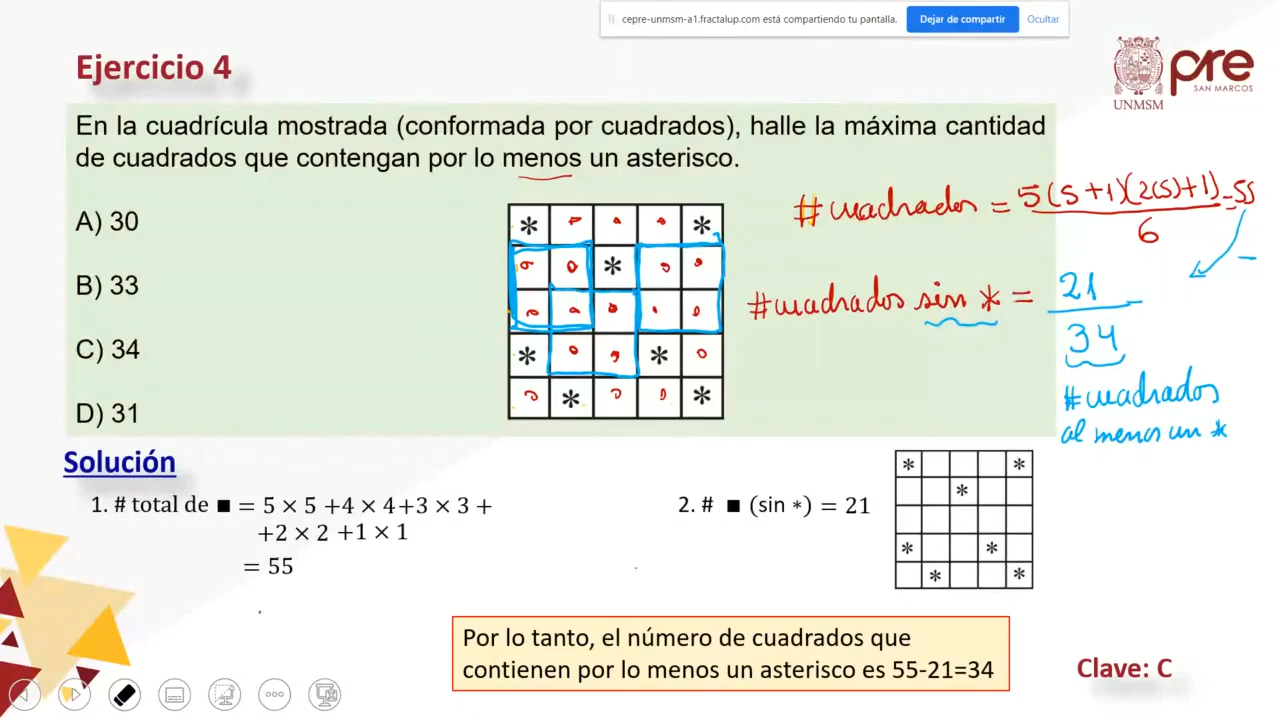 cepre-unmsm-a1.fractalup.com está compartiendo tu pantalla.
Dejar de compartir
Ocultar
Ejercicio 4
UNMSM
pre
SAN MARCOS
En la cuadrícula mostrada (conformada por cuadrados), halle la máxima cantidad
de cuadrados que contengan por lo menos un asterisco.
A) 30
B) 33
C) 34
D) 31
* *
*
* *
* *
# cuadrados = 5(5+1)(2(5)+1) = 55
6
#cuadrados sin * = 21
34
#cuadrados
al menos un *
Solución
1. # total de ■ = 5 × 5 +4 × 4+3 × 3 +
+2 × 2 +1 × 1
= 55
2. # ■ (sin *) = 21
* *
*
* *
* *
Por lo tanto, el número de cuadrados que
contienen por lo menos un asterisco es 55-21=34
Clave: C